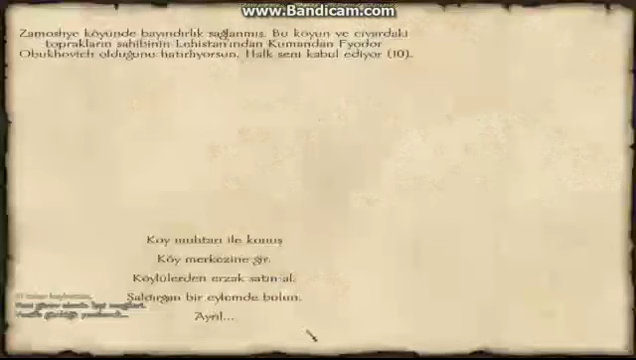 www.Bandicam.com
Zamoshye köyünde bayındırlık sağlanmış. Bu köyün ve civardaki
toprakların sahibinin Lehistan'ından Kumandan Fyodor
Obukhovich olduğunu hatırlıyorsun. Halk seni kabul ediyor (10).
Köy muhtarı ile konuş
Köy merkezine gir.
Köylülerden erzak satın al.
Saldırgan bir eylemde bulun.
Ayrıl...